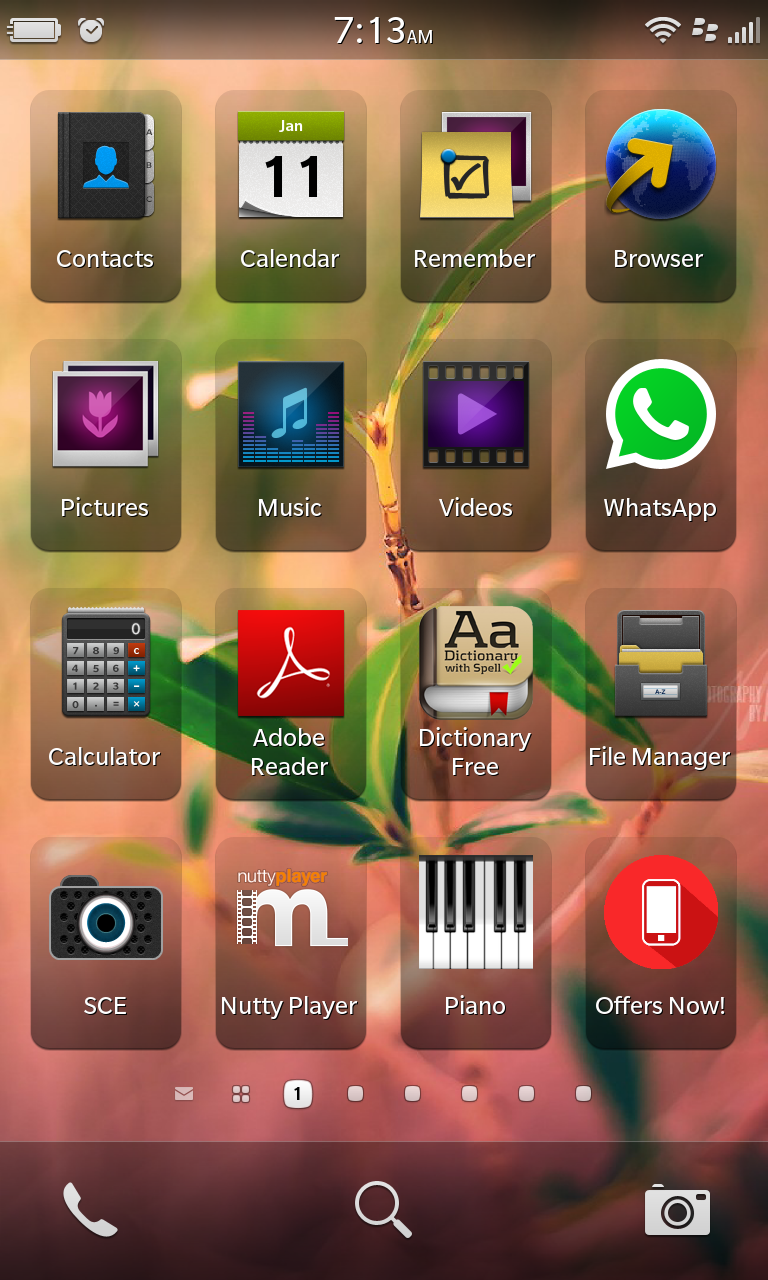 7:13AM
A
B
C
Contacts
Jan
11
Calendar
Remember
Browser
Pictures
Music
Videos
WhatsApp
0
7 8 9 C
4 5 6 +
1 2 3 −
0 . = ×
Calculator
Adobe
Reader
Aa
Dictionary
with Spell
Dictionary
Free
A-Z
File Manager
BY
SCE
nuttyplayer
m
Nutty Player
Piano
Offers Now!
1